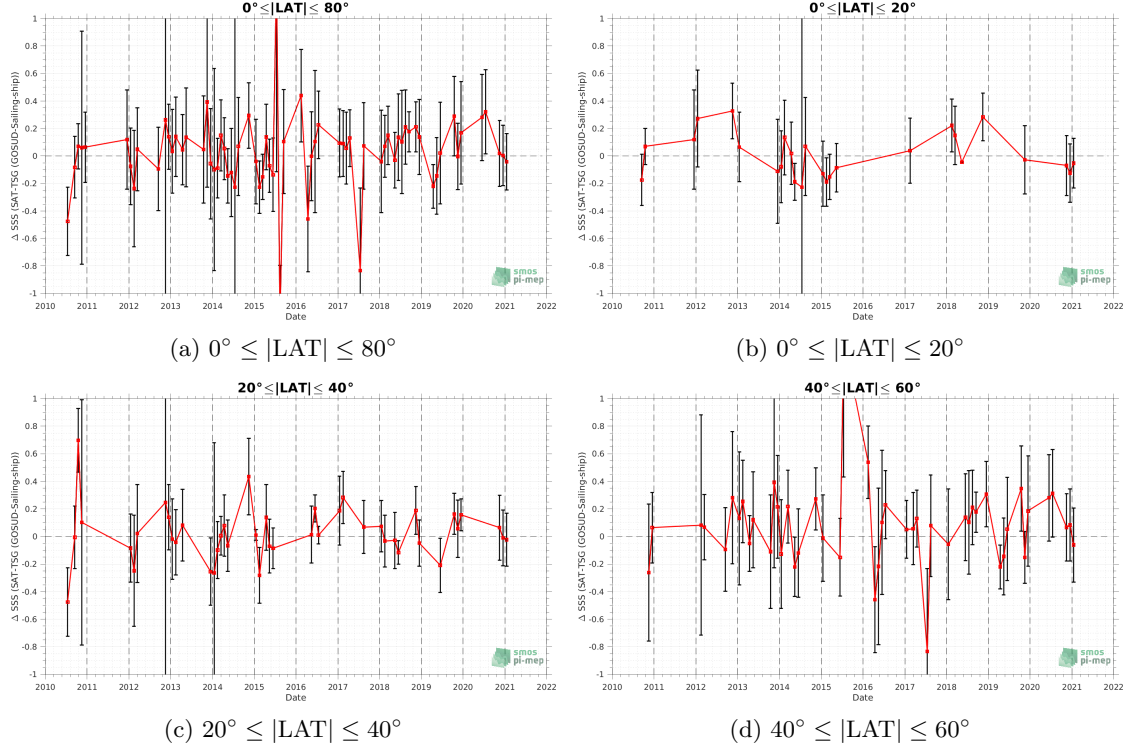 0°≤|LAT|≤ 80°
Δ SSS (SAT-TSG (GOSUD-Sailing-ship))
1
0.8
0.6
0.4
0.2
0
-0.2
-0.4
-0.6
-0.8
-1
2010 2011 2012 2013 2014 2015 2016 2017 2018 2019 2020 2021 2022
Date
smos
pi-mep
(a) 0° ≤ |LAT| ≤ 80°
0°≤|LAT|≤ 20°
Δ SSS (SAT-TSG (GOSUD-Sailing-ship))
1
0.8
0.6
0.4
0.2
0
-0.2
-0.4
-0.6
-0.8
-1
2010 2011 2012 2013 2014 2015 2016 2017 2018 2019 2020 2021 2022
Date
smos
pi-mep
(b) 0° ≤ |LAT| ≤ 20°
20°≤|LAT|≤ 40°
Δ SSS (SAT-TSG (GOSUD-Sailing-ship))
1
0.8
0.6
0.4
0.2
0
-0.2
-0.4
-0.6
-0.8
-1
2010 2011 2012 2013 2014 2015 2016 2017 2018 2019 2020 2021 2022
Date
smos
pi-mep
(c) 20° ≤ |LAT| ≤ 40°
40°≤|LAT|≤ 60°
Δ SSS (SAT-TSG (GOSUD-Sailing-ship))
1
0.8
0.6
0.4
0.2
0
-0.2
-0.4
-0.6
-0.8
-1
2010 2011 2012 2013 2014 2015 2016 2017 2018 2019 2020 2021 2022
Date
smos
pi-mep
(d) 40° ≤ |LAT| ≤ 60°